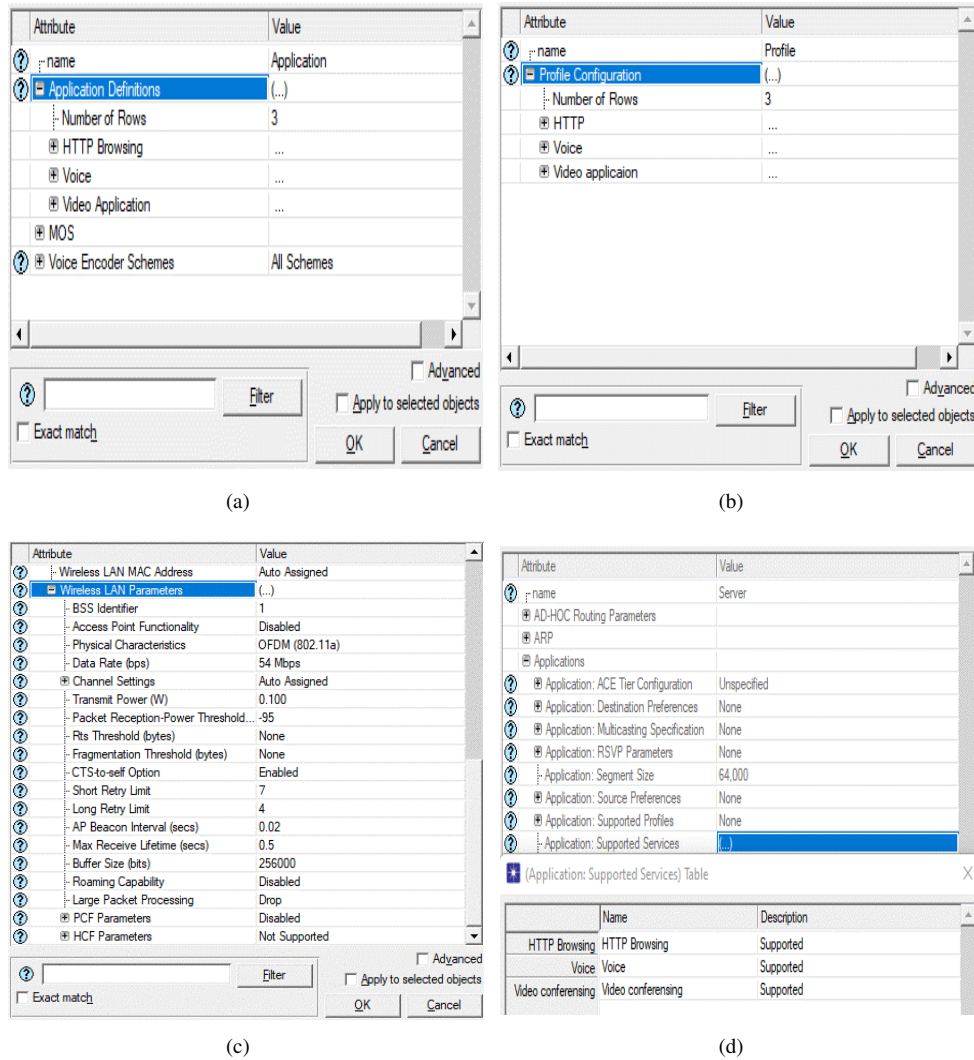 Attribute Value
name Application
Application Definitions (...)
Number of Rows 3
HTTP Browsing ...
Voice ...
Video Application ...
MOS
Voice Encoder Schemes All Schemes
Advanced
Filter
Apply to selected objects
Exact match
OK Cancel
(a)
Attribute Value
name Profile
Profile Configuration (...)
Number of Rows 3
HTTP ...
Voice ...
Video applicaion ...
Advanced
Filter
Apply to selected objects
Exact match
OK Cancel
(b)
Attribute Value
Wireless LAN MAC Address Auto Assigned
Wireless LAN Parameters (...)
BSS Identifier 1
Access Point Functionality Disabled
Physical Characteristics OFDM (802.11a)
Data Rate (bps) 54 Mbps
Channel Settings Auto Assigned
Transmit Power (W) 0.100
Packet Reception-Power Threshold... -95
Rts Threshold (bytes) None
Fragmentation Threshold (bytes) None
CTS-to-self Option Enabled
Short Retry Limit 7
Long Retry Limit 4
AP Beacon Interval (secs) 0.02
Max Receive Lifetime (secs) 0.5
Buffer Size (bits) 256000
Roaming Capability Disabled
Large Packet Processing Drop
PCF Parameters Disabled
HCF Parameters Not Supported
Advanced
Filter
Apply to selected objects
Exact match
OK Cancel
(c)
Attribute Value
name Server
AD-HOC Routing Parameters
ARP
Applications
Application: ACE Tier Configuration Unspecified
Application: Destination Preferences None
Application: Multicasting Specification None
Application: RSVP Parameters None
Application: Segment Size 64,000
Application: Source Preferences None
Application: Supported Profiles None
Application: Supported Services (...)
(Application: Supported Services) Table
Name Description
HTTP Browsing HTTP Browsing Supported
Voice Voice Supported
Video conferensing Video conferensing Supported
(d)